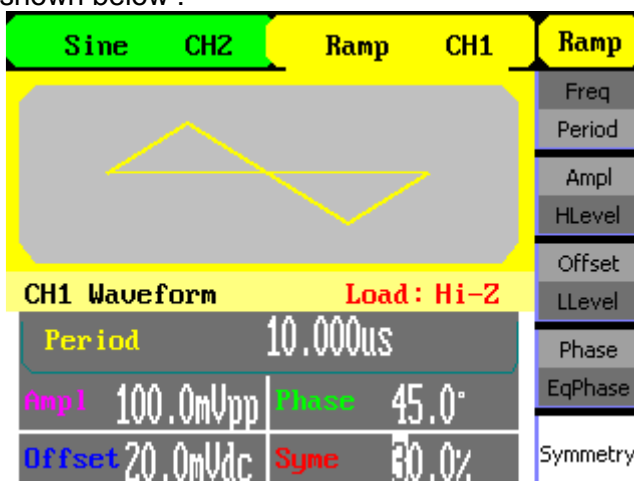 shown below :
Sine CH2 Ramp CH1 Ramp
Freq
Period
Ampl
HLevel
Offset
LLevel
Phase
EqPhase
Symmetry
CH1 Waveform Load: Hi-Z
Period 10.000us
Ampl 100.0mVpp Phase 45.0°
Offset 20.0mVdc Syme 30.0%